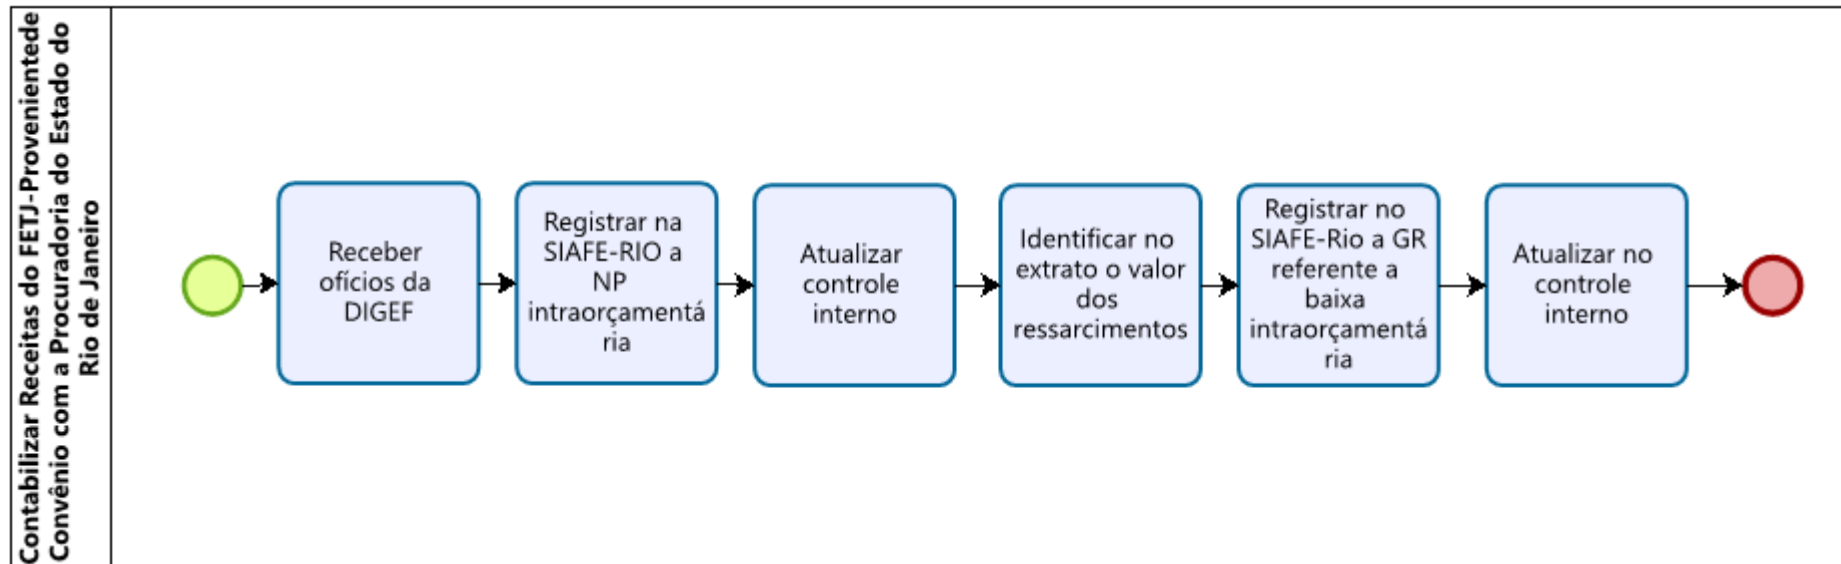 Contabilizar Receitas do FETJ-Provenientede
Convênio com a Procuradoria do Estado do
Rio de Janeiro
Receber
ofícios da
DIGEF
Registrar na
SIAFE-RIO a
NP
intraorçamentá
ria
Atualizar
controle
interno
Identificar no
extrato o valor
dos
ressarcimentos
Registrar no
SIAFE-Rio a GR
referente a
baixa
intraorçamentá
ria
Atualizar no
controle
interno